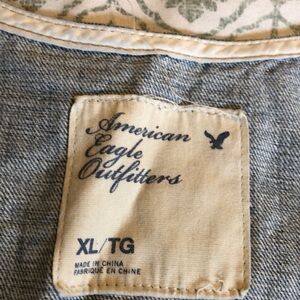 American
Eagle
Outfitters
XL/TG
MADE IN CHINA
FABRIQUÉ EN CHINE